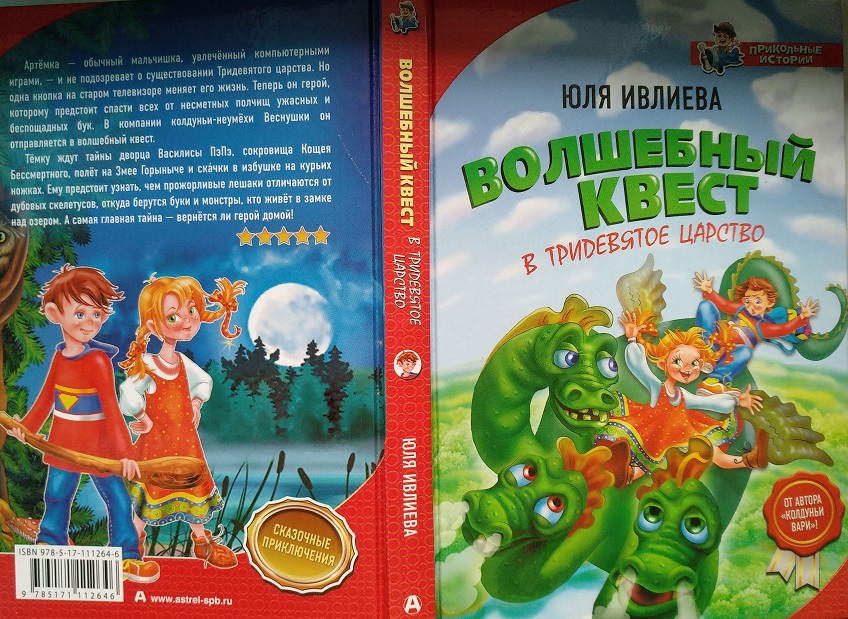 Артёмка — обычный мальчишка, увлечённый компьютерными
играми, — и не подозревает о существовании Тридевятого царства. Но
одна кнопка на старом телевизоре меняет его жизнь. Теперь он герой,
которому предстоит спасти всех от несметных полчищ ужасных и
беспощадных бук. В компании колдуньи-неумёхи Веснушки он
отправляется в волшебный квест.
Тёмку ждут тайны дворца Василисы ПэПэ, сокровища Кощея
Бессмертного, полёт на Змее Горыныче и скачки в избушке на курьих
ножках. Ему предстоит узнать, чем прожорливые лешаки отличаются от
дубовых скелетусов, откуда берутся буки и монстры, кто живёт в замке
над озером. А самая главная тайна — вернётся ли герой домой!
СКАЗОЧНЫЕ
ПРИКЛЮЧЕНИЯ
ISBN 978-5-17-111264-6
9 785171 112646
А www.astrel-spb.ru
ВОЛШЕБНЫЙ КВЕСТ
В ТРИДЕВЯТОЕ
ЦАРСТВО
ЮЛЯ ИВЛИЕВА
А
ПРИКОЛЬНЫЕ
ИСТОРИИ
ЮЛЯ ИВЛИЕВА
ВОЛШЕБНЫЙ
КВЕСТ
В ТРИДЕВЯТОЕ ЦАРСТВО
ОТ АВТОРА
«КОЛДУНЬИ
ВАРИ»!